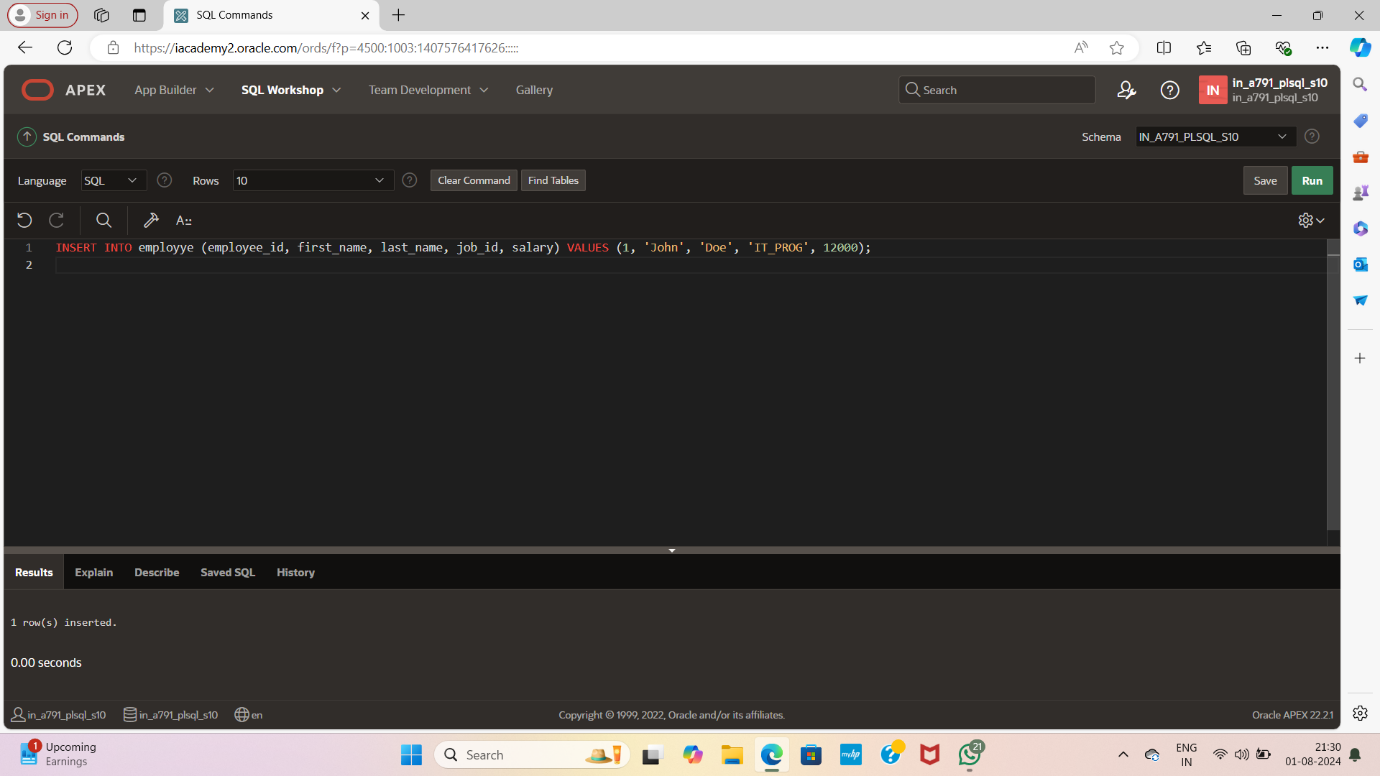 Sign in
SQL Commands
https://iacademy2.oracle.com/ords/f?p=4500:1003:1407576417626:::::
APEX App Builder SQL Workshop Team Development Gallery Search IN in_a791_plsql_s10
in_a791_plsql_s10
SQL Commands Schema IN_A791_PLSQL_S10
Language SQL Rows 10 Clear Command Find Tables Save Run
1 INSERT INTO employye (employee_id, first_name, last_name, job_id, salary) VALUES (1, 'John', 'Doe', 'IT_PROG', 12000);
2
Results Explain Describe Saved SQL History
1 row(s) inserted.
0.00 seconds
in_a791_plsql_s10 in_a791_plsql_s10 en Copyright © 1999, 2022, Oracle and/or its affiliates. Oracle APEX 22.2.1
1 Upcoming
Earnings
Search
myhp
21
ENG
IN
21:30
01-08-2024